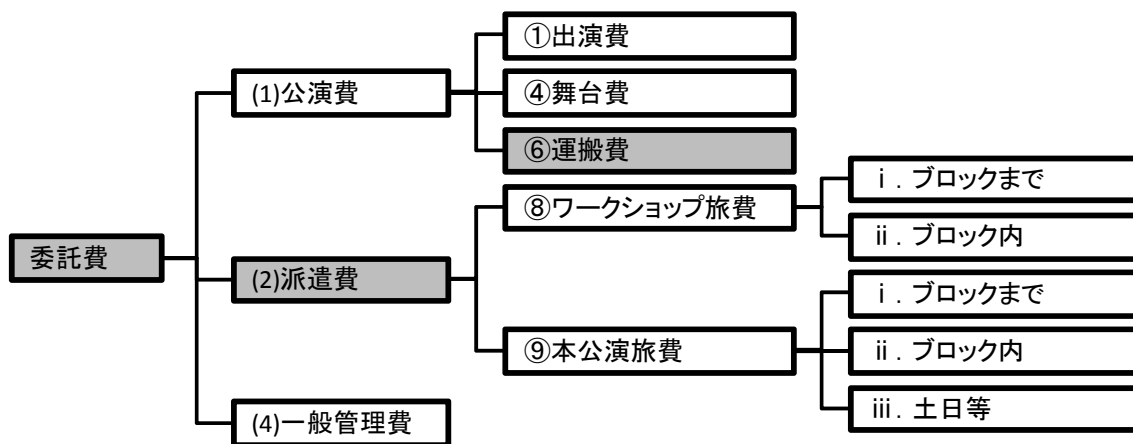 委託費
(1)公演費
①出演費
④舞台費
⑥運搬費
(2)派遣費
⑧ワークショップ旅費
ⅰ. ブロックまで
ⅱ. ブロック内
⑨本公演旅費
ⅰ. ブロックまで
ⅱ. ブロック内
ⅲ. 土日等
(4)一般管理費